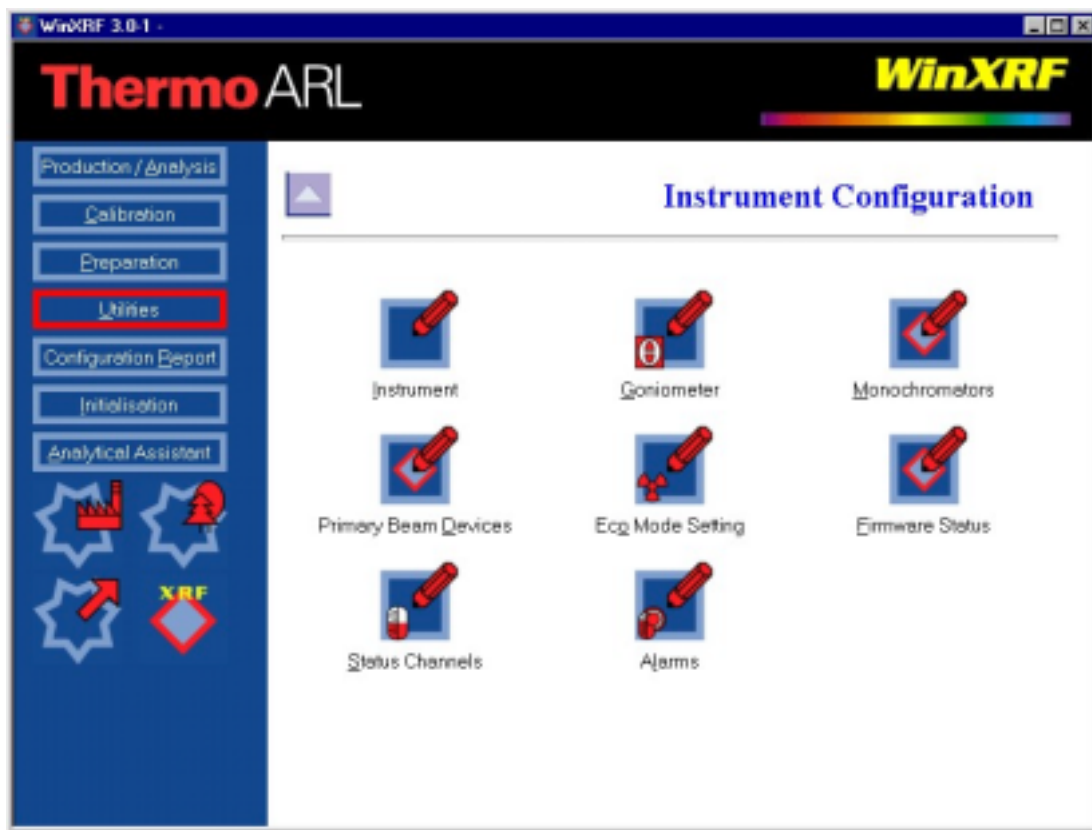 WinXRF 3.0-1 -
Thermo ARL
WinXRF
Production / Analysis
Calibration
Preparation
Utilities
Configuration Report
Initialisation
Analytical Assistant
XRF
Instrument Configuration
Instrument
Goniometer
Monochromators
Primary Beam Devices
Eco Mode Setting
Firmware Status
Status Channels
Alarms